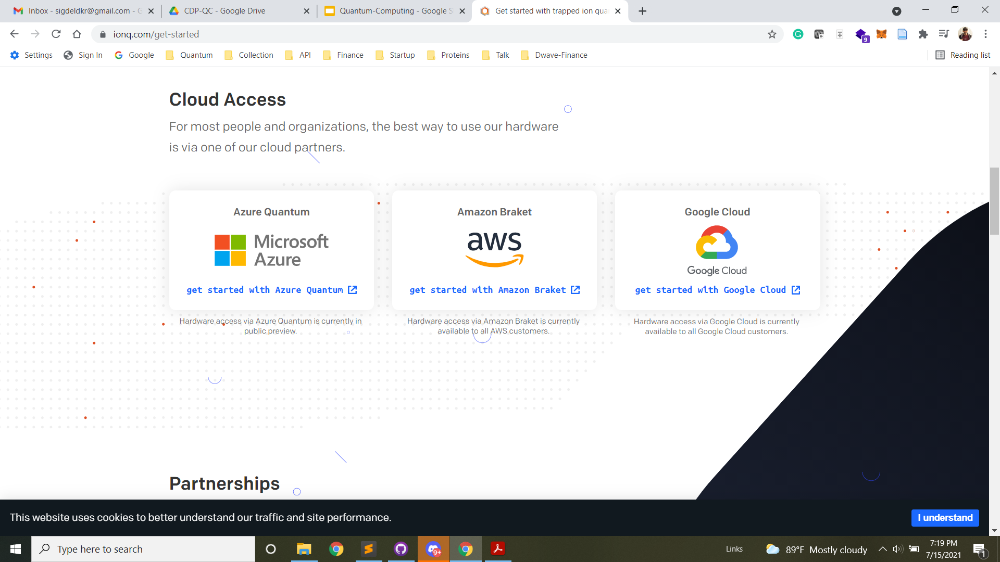 Inbox - sigdeldkr@gmail.com - G
CDP-QC - Google Drive
Quantum-Computing - Google S
Get started with trapped ion qua
ionq.com/get-started
9
Settings
Sign In
Google
Quantum
Collection
API
Finance
Startup
Proteins
Talk
Dwave-Finance
Reading list
Cloud Access
For most people and organizations, the best way to use our hardware
is via one of our cloud partners.
Azure Quantum
Microsoft
Azure
get started with Azure Quantum
Hardware access via Azure Quantum is currently in
public preview.
Amazon Braket
aws
get started with Amazon Braket
Hardware access via Amazon Braket is currently
available to all AWS customers.
Google Cloud
Google Cloud
get started with Google Cloud
Hardware access via Google Cloud is currently
available to all Google Cloud customers.
Partnerships
This website uses cookies to better understand our traffic and site performance.
I understand
Type here to search
9+
Links
89°F Mostly cloudy
7:19 PM
7/15/2021
1